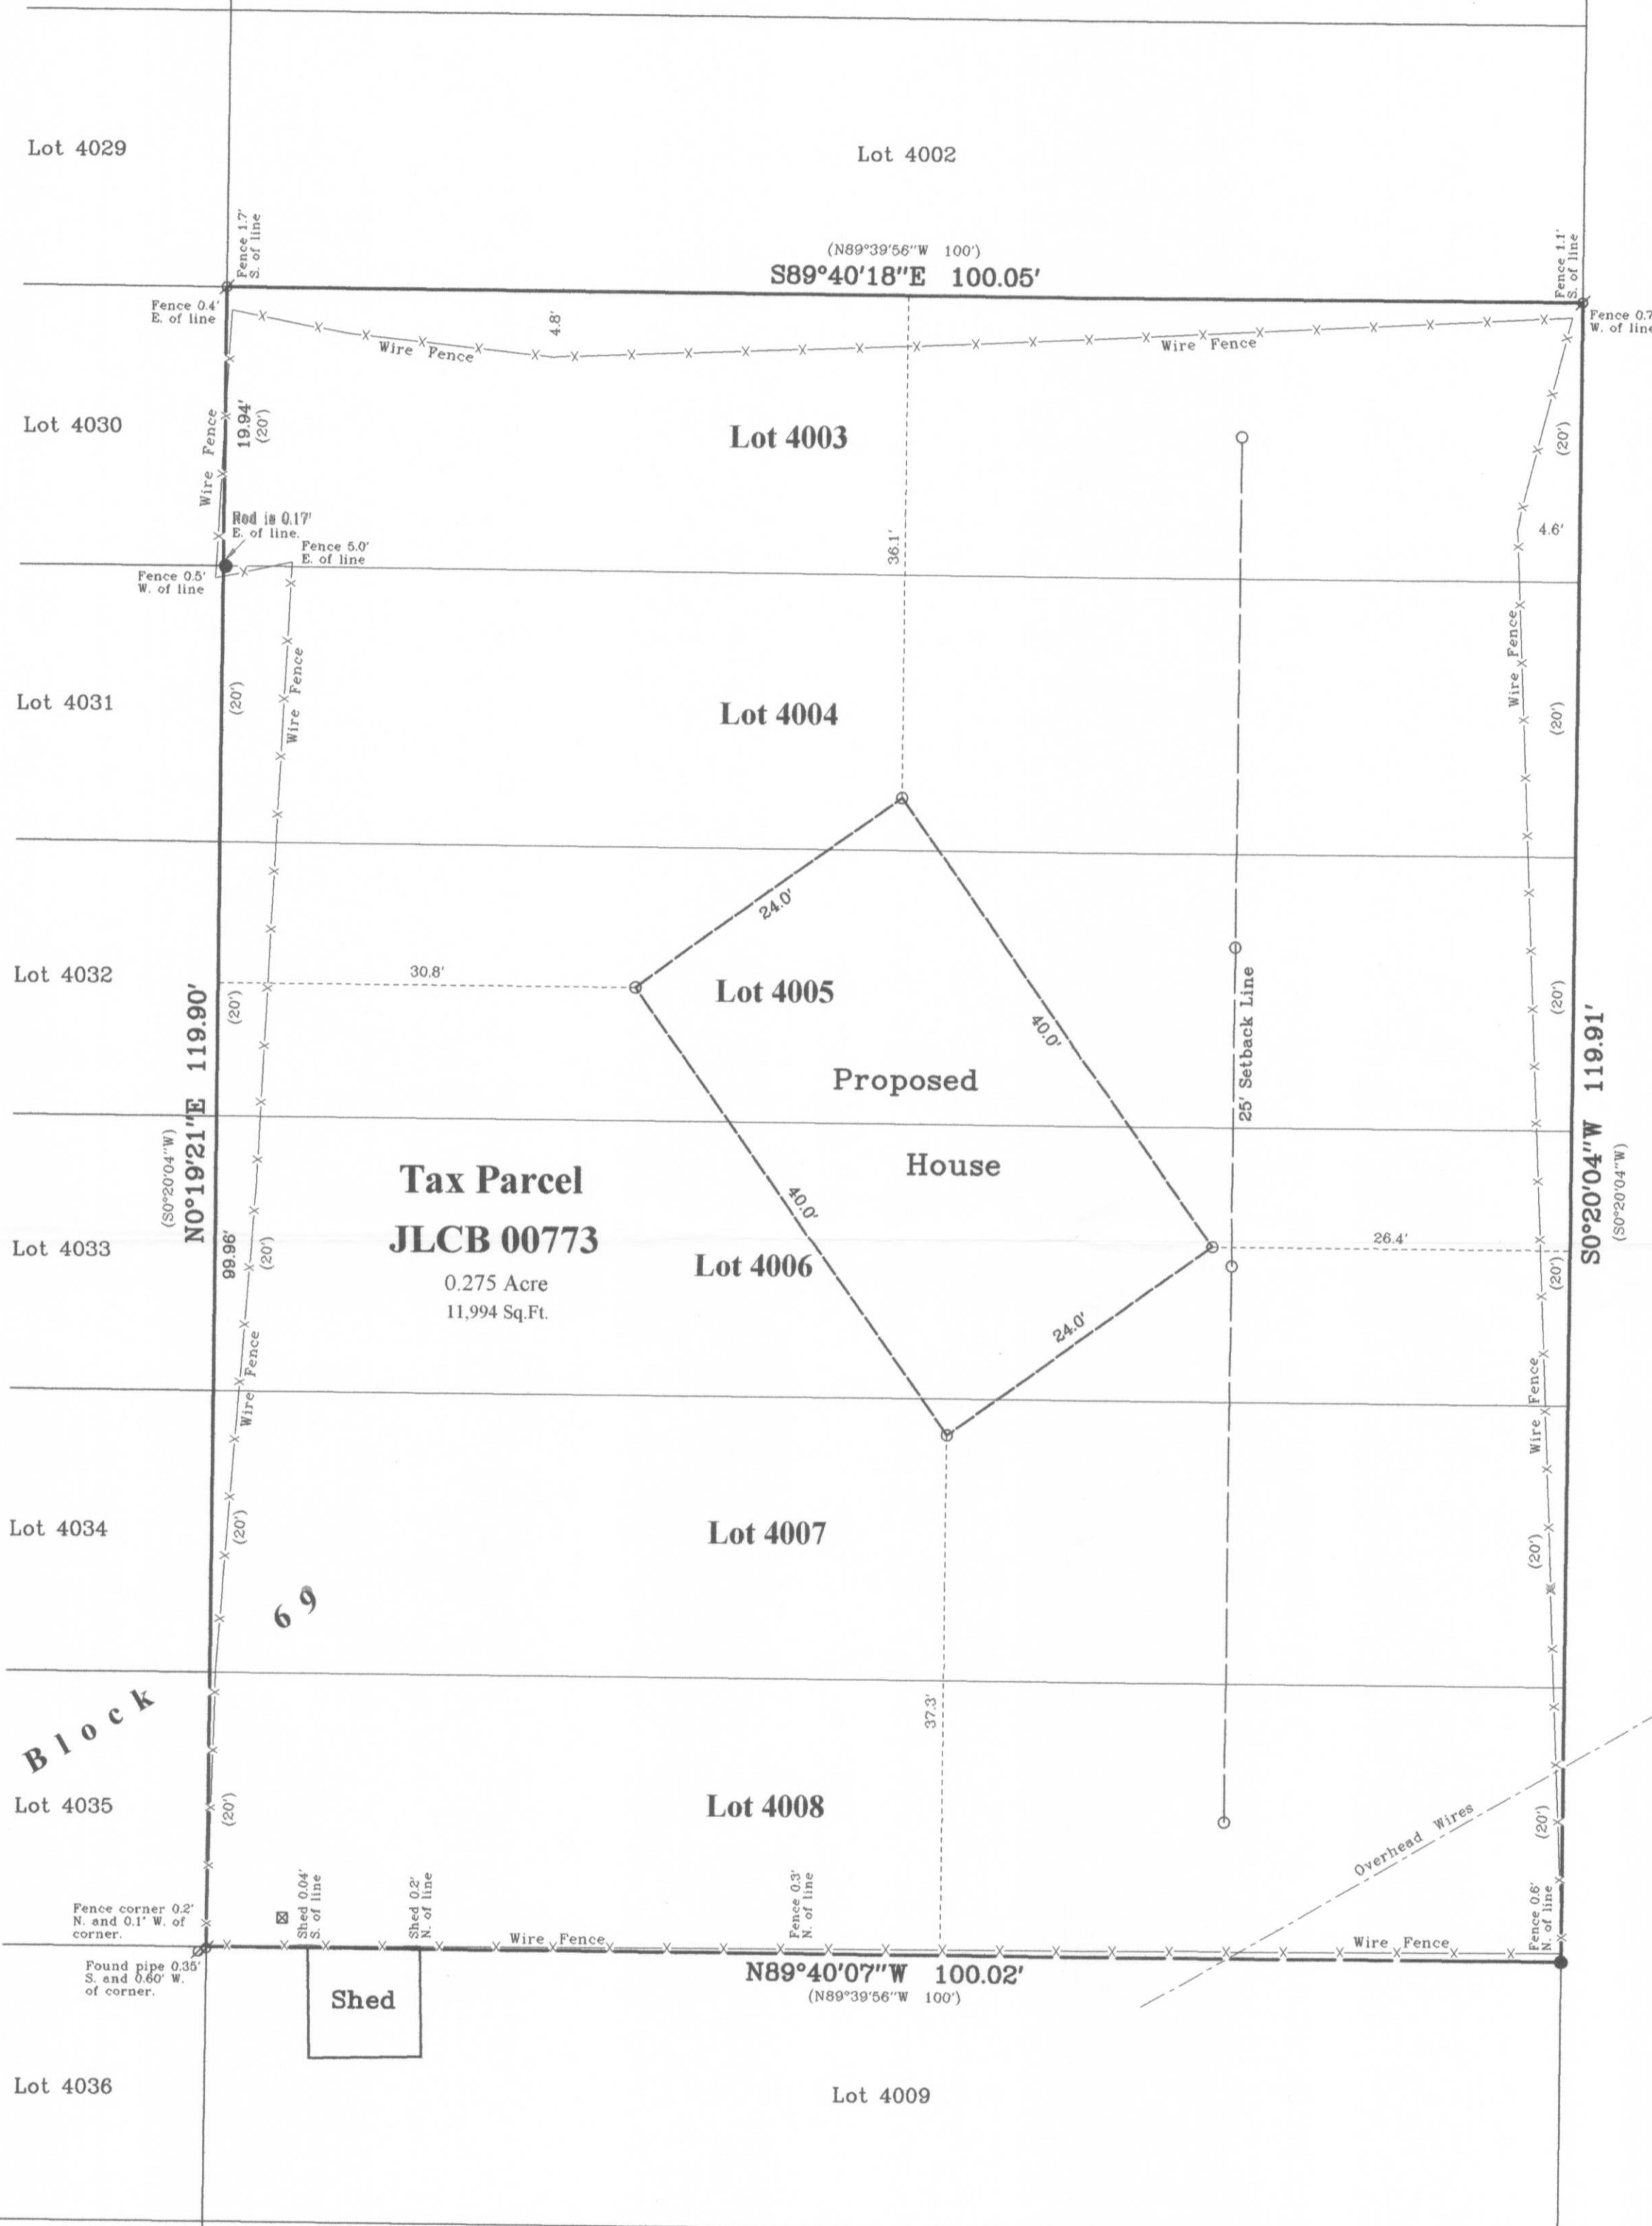 Lot 4029
Lot 4002
Fence 1.7'
S. of line
(N89°39'56"W 100')
S89°40'18"E 100.05'
Fence 1.1'
S. of line
Fence 0.4'
E. of line
4.8'
Fence 0.7
W. of line
Wire Fence
Wire Fence
Lot 4030
Wire Fence
19.94'
(20')
Lot 4003
(20')
Rod is 0.17'
E. of line.
Fence 5.0'
E. of line
36.1'
4.6'
Fence 0.5'
W. of line
Lot 4031
(20')
Wire Fence
Lot 4004
Wire Fence
(20')
24.0'
Lot 4032
30.8'
Lot 4005
(20')
(20')
40.0'
25' Setback Line
N0°19'21"E 119.90'
(S0°20'04"W)
S0°20'04"W 119.91'
(S0°20'04"W)
Proposed
House
Tax Parcel
JLCB 00773
0.275 Acre
11,994 Sq.Ft.
40.0'
Lot 4033
99.96'
(20')
Lot 4006
26.4'
(20')
24.0'
Wire Fence
Wire Fence
Lot 4034
(20')
Lot 4007
(20')
Block 69
37.3'
Lot 4035
(20')
Lot 4008
(20')
Overhead Wires
Fence corner 0.2'
N. and 0.1' W. of
corner.
Shed 0.04'
S. of line
Shed 0.2'
N. of line
Fence 0.3'
N. of line
Fence 0.6'
N. of line
Wire Fence
Wire Fence
Found pipe 0.35'
S. and 0.60' W.
of corner.
N89°40'07"W 100.02'
(N89°39'56"W 100')
Shed
Lot 4036
Lot 4009